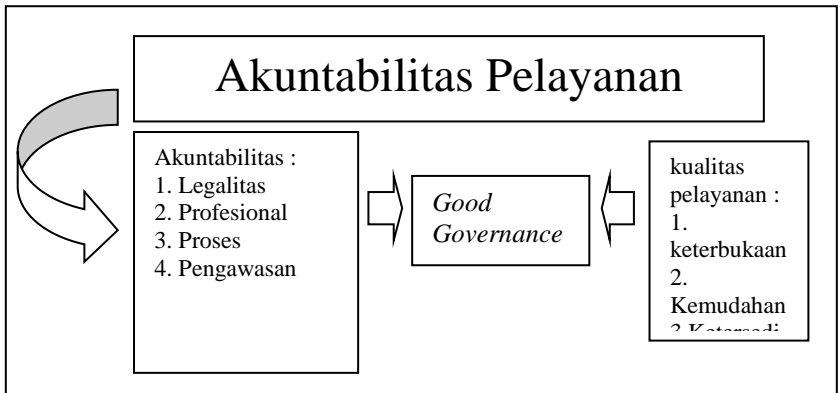 Akuntabilitas Pelayanan
Akuntabilitas :
1. Legalitas
2. Profesional
3. Proses
4. Pengawasan
Good
Governance
kualitas
pelayanan :
1.
keterbukaan
2.
Kemudahan